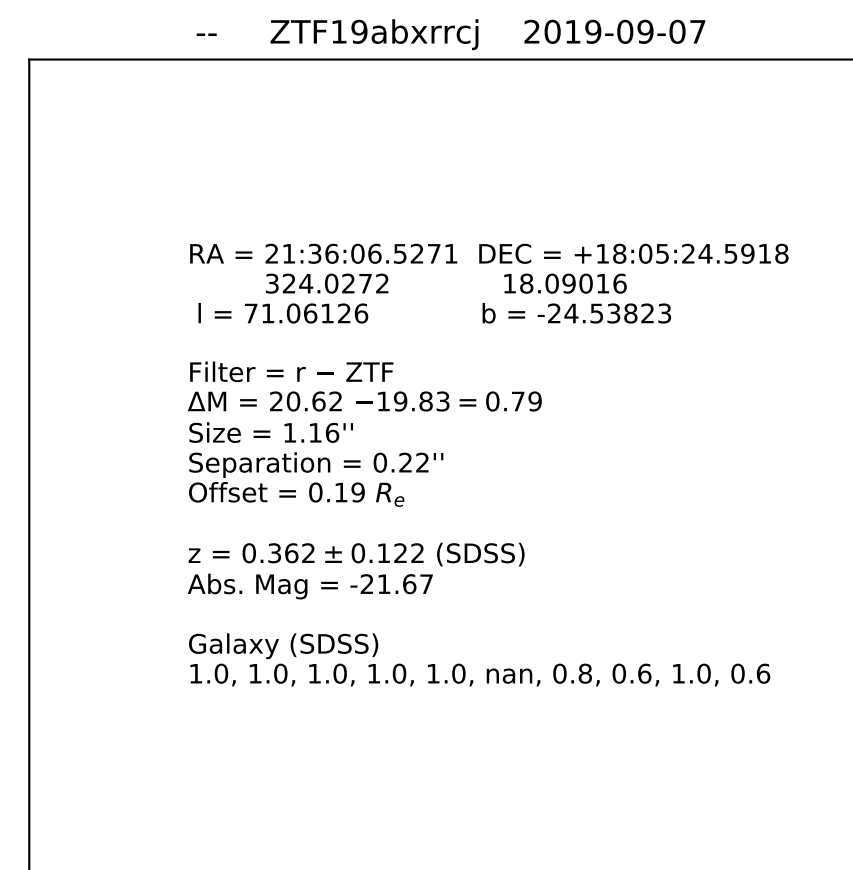 -- ZTF19abxrrcj 2019-09-07
RA = 21:36:06.5271 DEC = +18:05:24.5918
324.0272 18.09016
l = 71.06126 b = -24.53823
Filter = r − ZTF
ΔM = 20.62 −19.83 = 0.79
Size = 1.16''
Separation = 0.22''
Offset = 0.19 Rₑ
z = 0.362 ± 0.122 (SDSS)
Abs. Mag = -21.67
Galaxy (SDSS)
1.0, 1.0, 1.0, 1.0, 1.0, nan, 0.8, 0.6, 1.0, 0.6